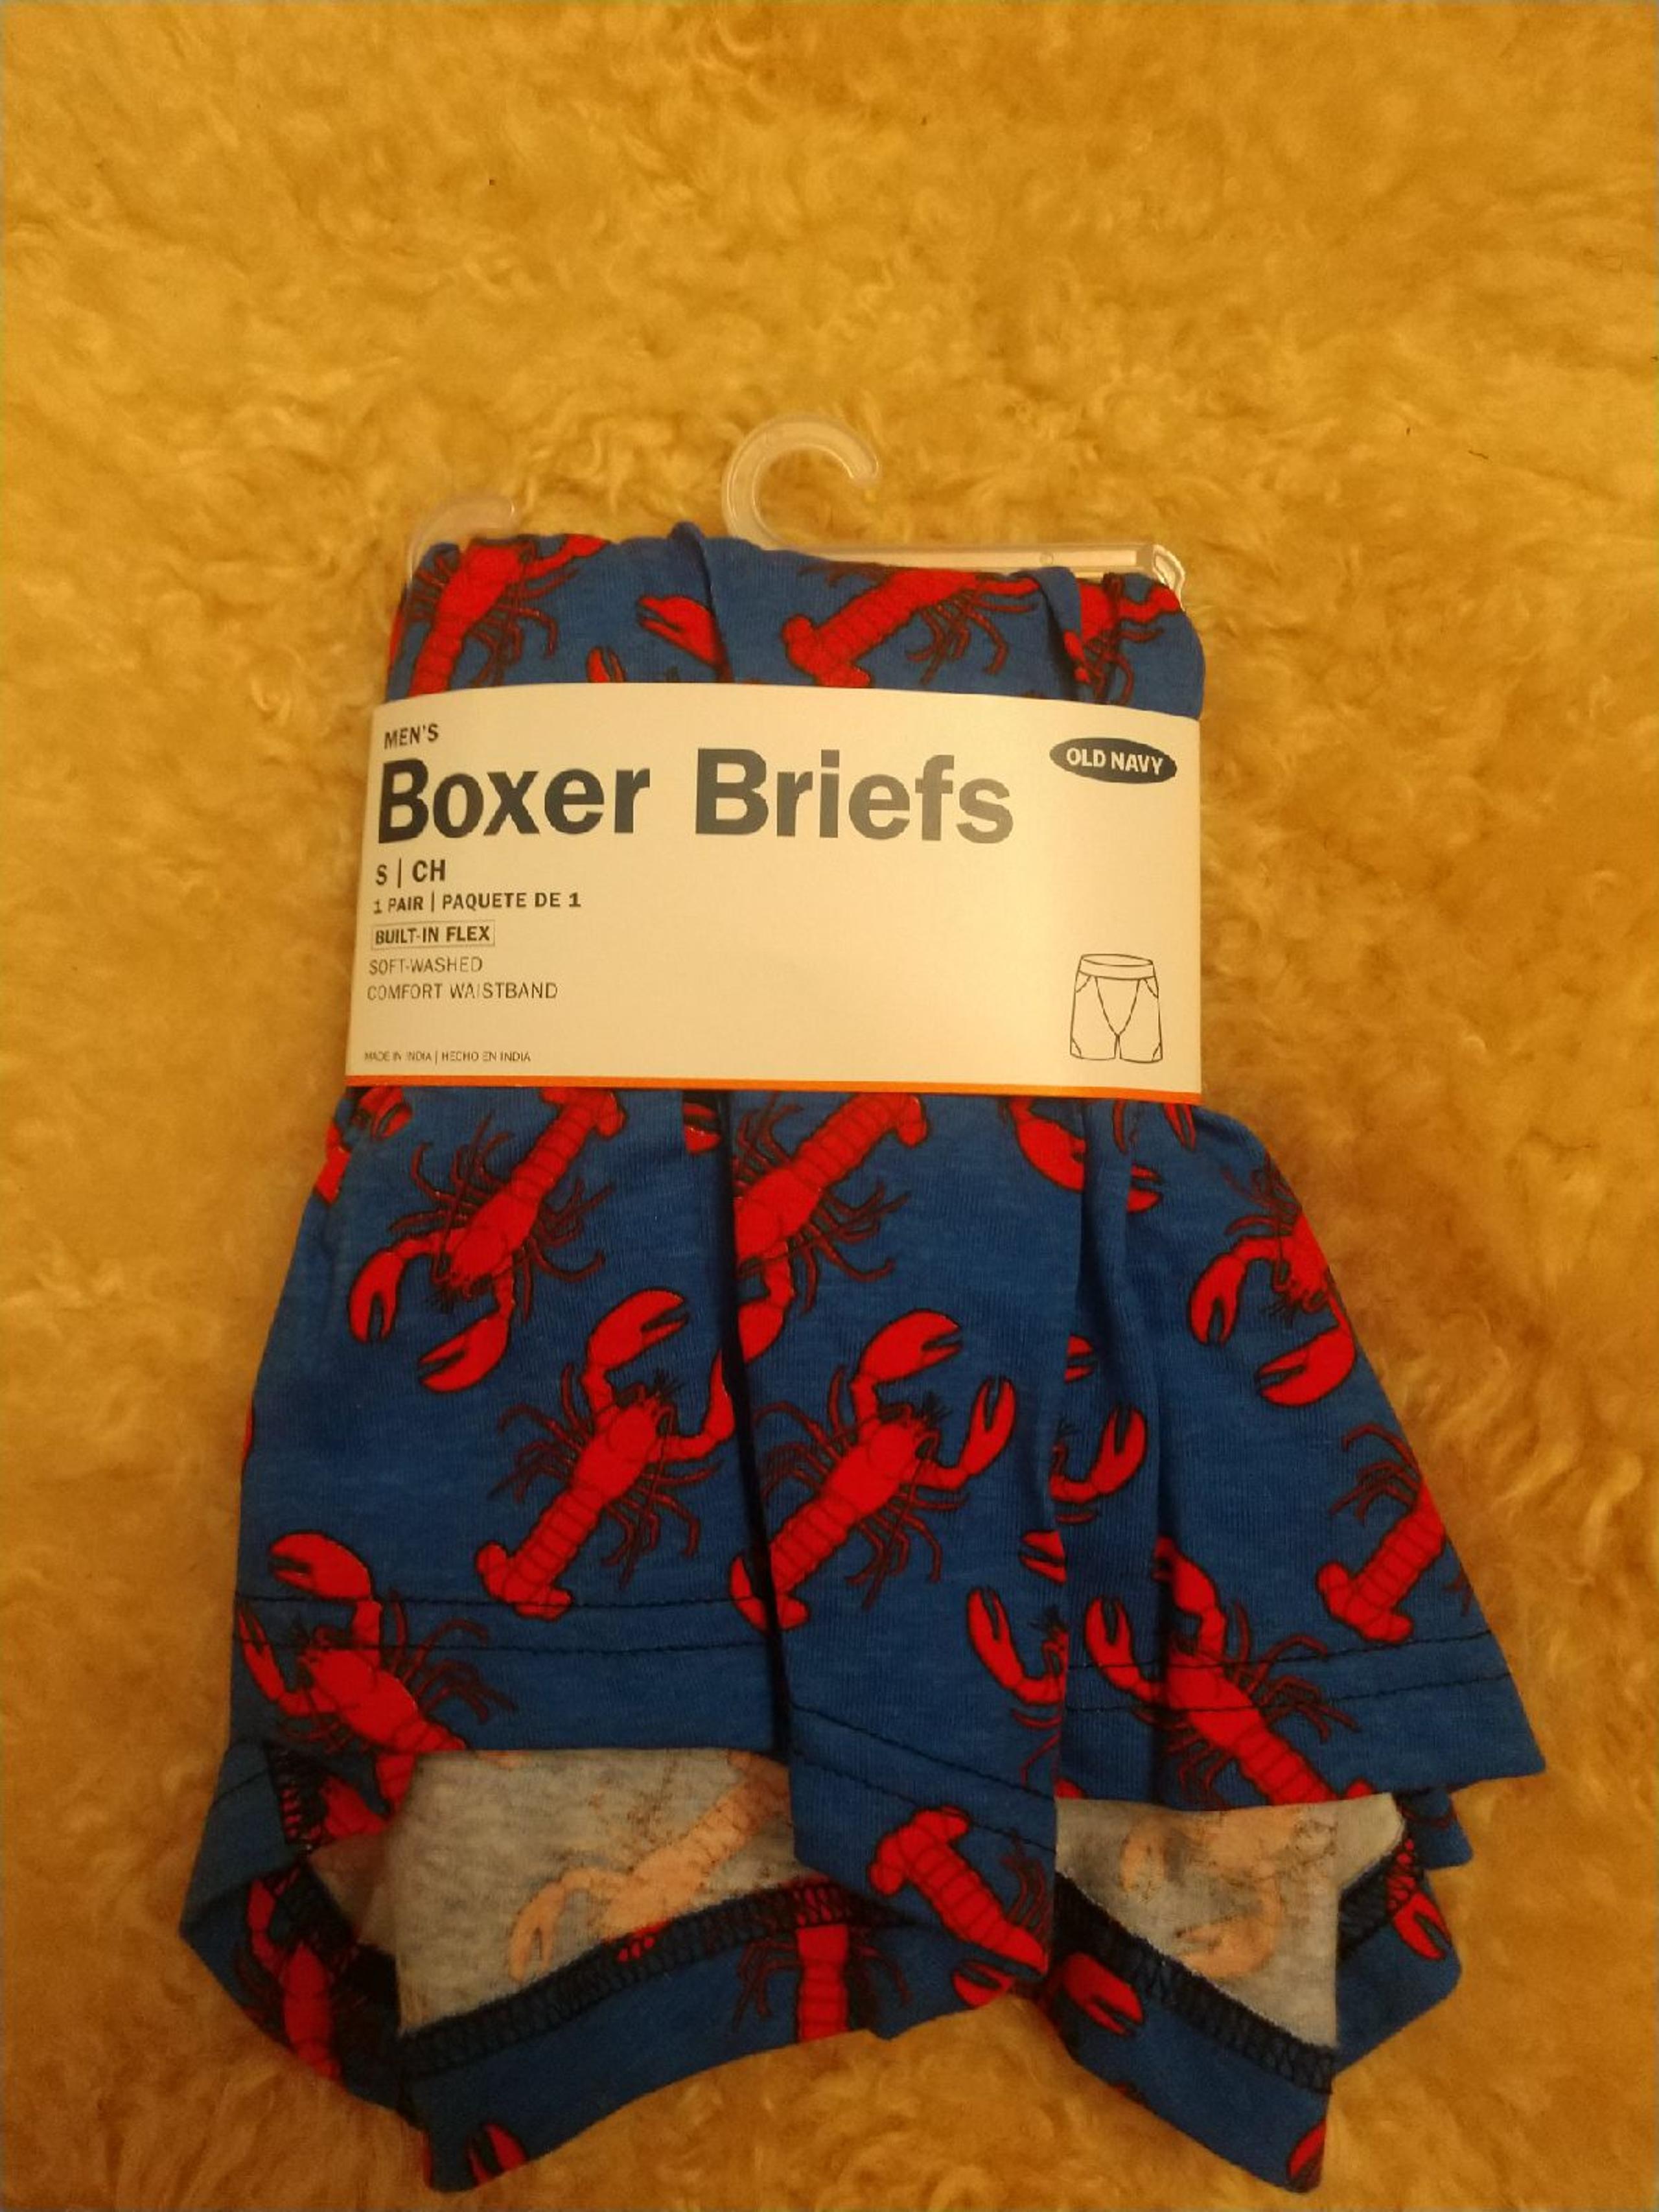 MEN'S
Boxer Briefs
OLD NAVY
S | CH
1 PAIR | PAQUETE DE 1
BUILT-IN FLEX
SOFT-WASHED
COMFORT WAISTBAND
MADE IN INDIA | HECHO EN INDIA